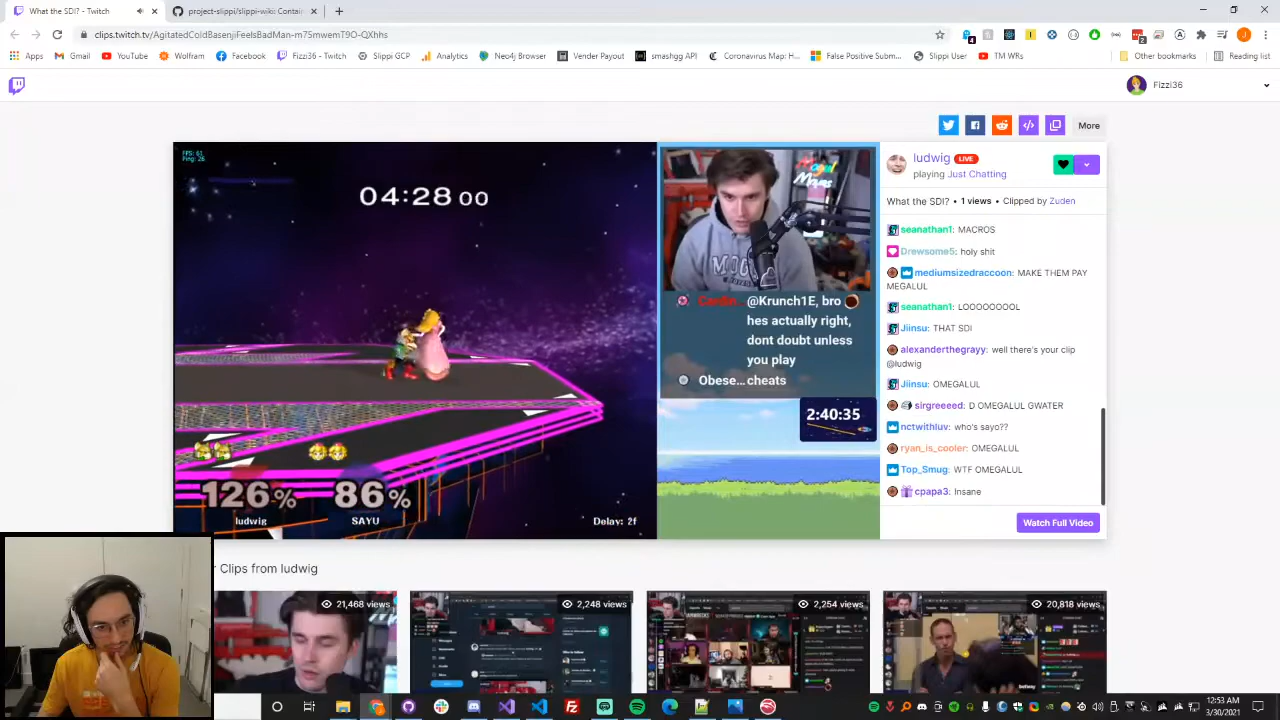 What the SDI? - Twitch
project-slippi/slippi-wiki: Contain
clips.twitch.tv/AgitatedColdBasenjiFeelsBadMan-m75mwemT9O-QXhhs
Apps
Gmail
YouTube
Wolfram
Facebook
Fizzi36 - Twitch
Slippi GCP
Analytics
Neo4j Browser
Vender Payout
smashgg API
Coronavirus Map: H...
False Positive Subm...
Slippi User
TM WRs
Other bookmarks
Reading list
Fizzi36
More
FPS: 61
Ping: 26
04:28 00
126%
86%
ludwig
SAYU
Delay: 2f
@Krunch1E, bro
hes actually right,
dont doubt unless
you play
Obese... cheats
2:40:35
ludwig LIVE
playing Just Chatting
What the SDI? • 1 views • Clipped by Zuden
seanathan1: MACROS
Drewsome5: holy shit
mediumsizedraccoon: MAKE THEM PAY
MEGALUL
seanathan1: LOOOOOOOOL
Jiinsu: THAT SDI
alexanderthegrayy: well there's your clip
@ludwig
Jiinsu: OMEGALUL
sirgreeeed: D OMEGALUL GWATER
nctwithluv: who's sayo??
ryan_is_cooler: OMEGALUL
Top_Smug: WTF OMEGALUL
cpapa3: Insane
Watch Full Video
Clips from ludwig
21,468 views
2,248 views
2,254 views
20,818 views
12:53 AM
3/30/2021